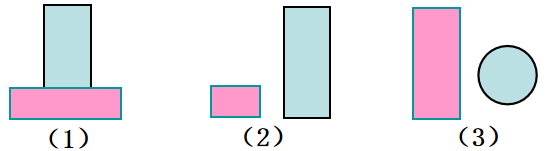 （1） （2） （3）